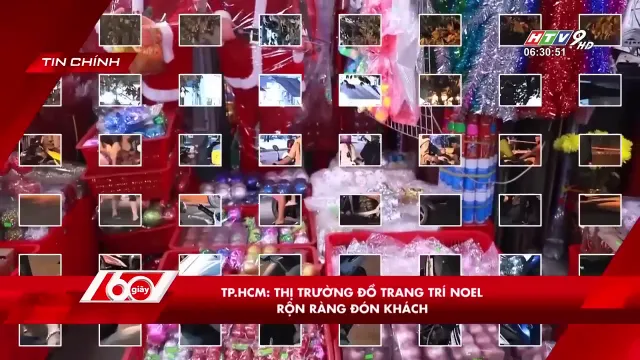 TIN CHÍNH
HTV9 HD
06:30:51
60 giây
TP.HCM: THỊ TRƯỜNG ĐỒ TRANG TRÍ NOEL
RỘN RÀNG ĐÓN KHÁCH